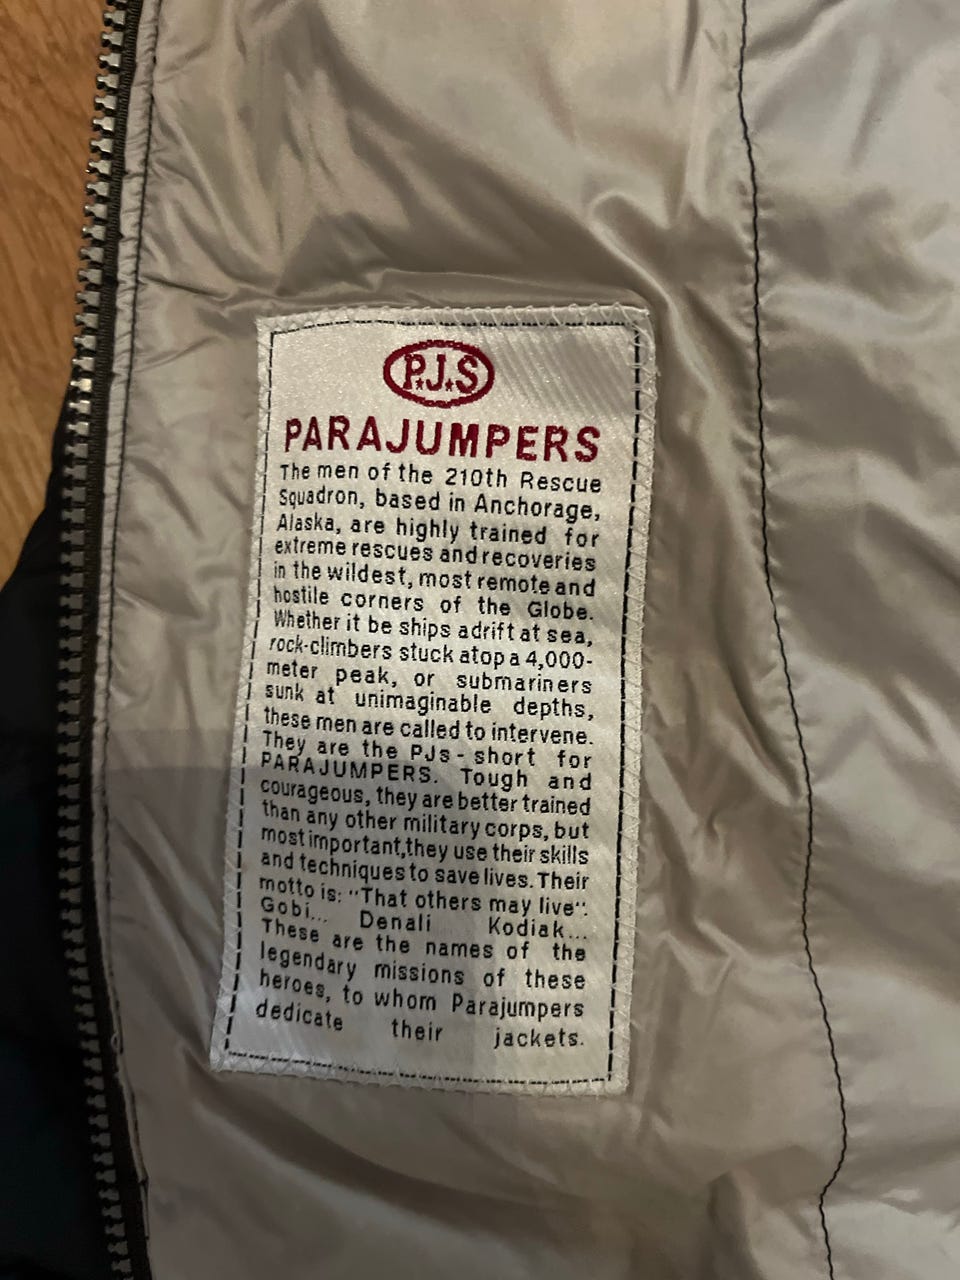 P.J.S
PARAJUMPERS
The men of the 210th Rescue
Squadron, based in Anchorage,
Alaska, are highly trained for
extreme rescues and recoveries
in the wildest, most remote and
hostile corners of the Globe.
Whether it be ships adrift at sea,
rock-climbers stuck atop a 4,000-
meter peak, or submariners
sunk at unimaginable depths,
these men are called to intervene.
They are the PJs - short for
PARAJUMPERS. Tough and
courageous, they are better trained
than any other military corps, but
most important,they use their skills
and techniques to save lives. Their
motto is: "That others may live".
Gobi... Denali Kodiak...
These are the names of the
legendary missions of these
heroes, to whom Parajumpers
dedicate their jackets.